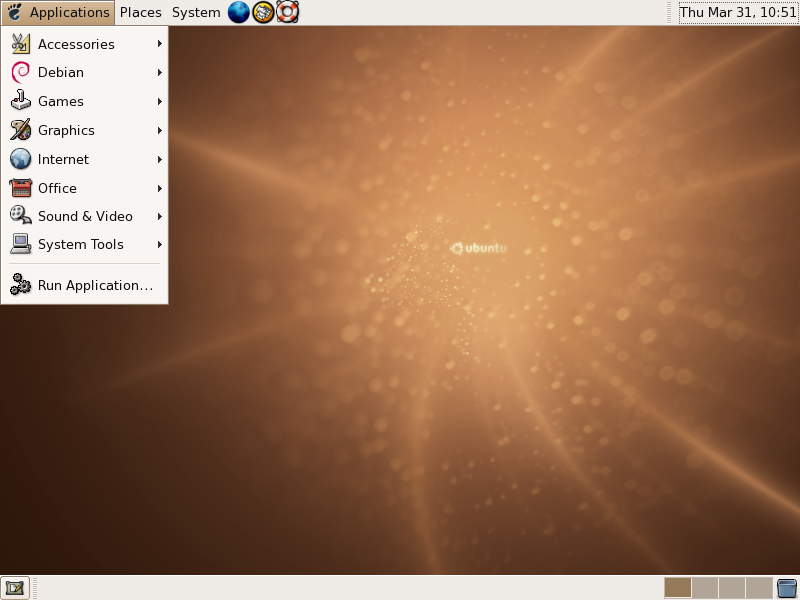 Applications Places System Thu Mar 31, 10:51
Accessories
Debian
Games
Graphics
Internet
Office
Sound & Video
System Tools
Run Application...
ubuntu